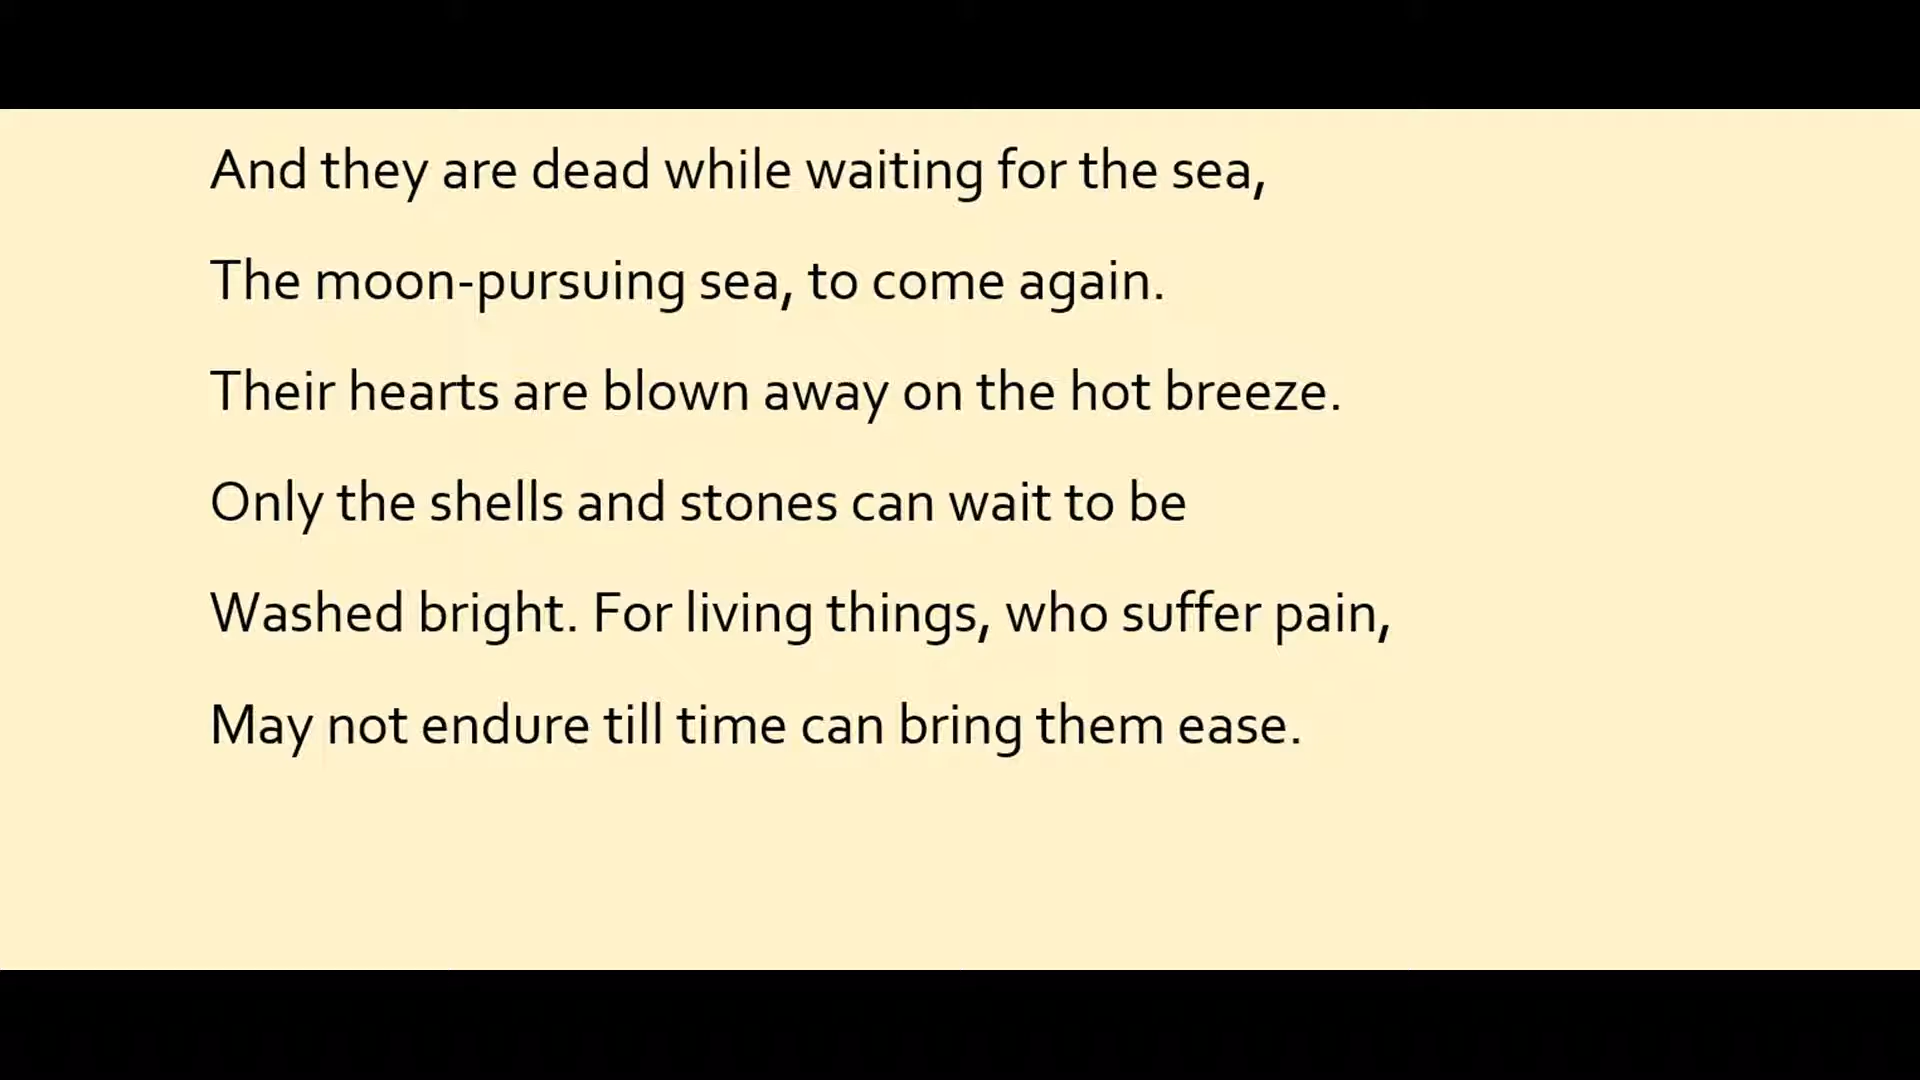 And they are dead while waiting for the sea,
The moon-pursuing sea, to come again.
Their hearts are blown away on the hot breeze.
Only the shells and stones can wait to be
Washed bright. For living things, who suffer pain,
May not endure till time can bring them ease.